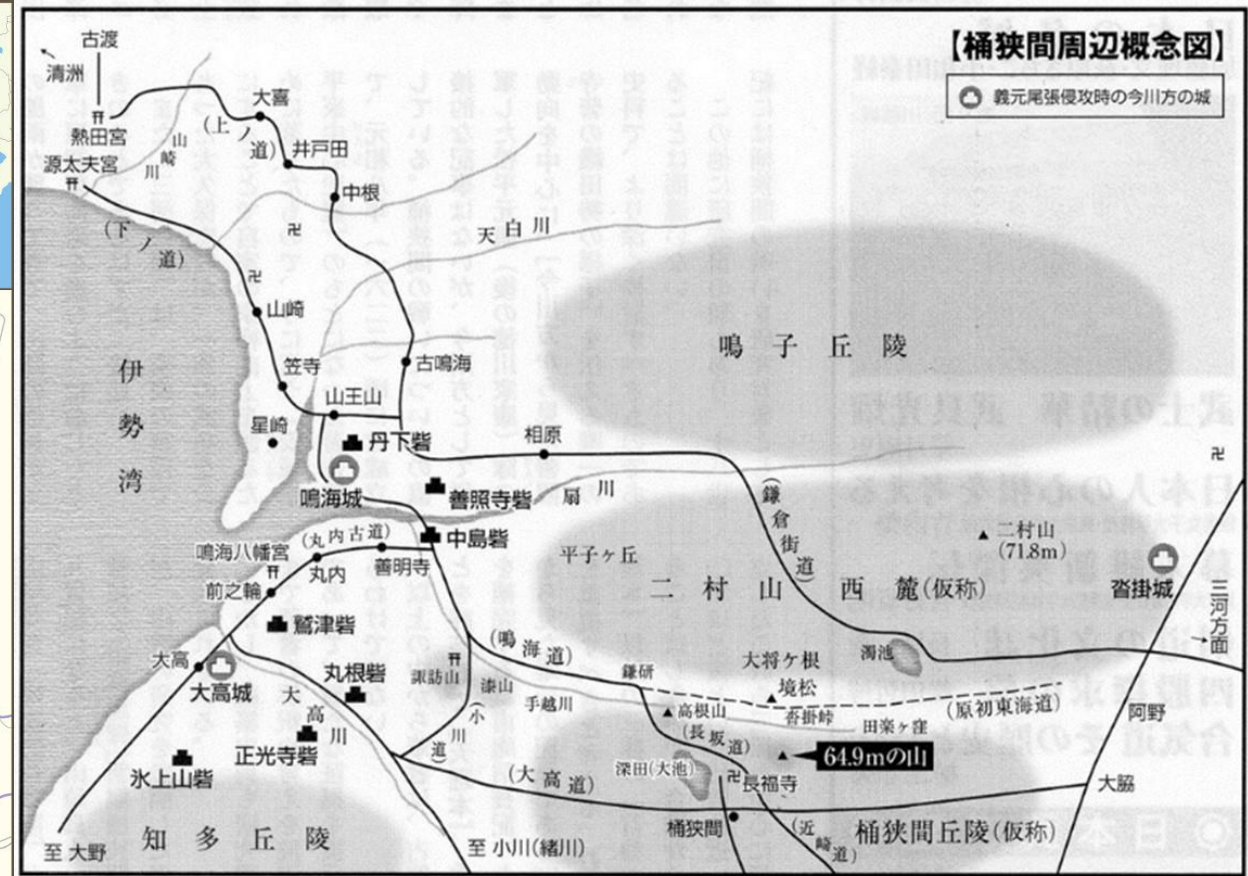 【桶狭間周辺概念図】
義元尾張侵攻時の今川方の城
古渡
清洲
熱田宮
源太夫宮
山崎川
(上ノ道)
大喜
井戸田
中根
(下ノ道)
天白川
山崎
笠寺
古鳴海
鳴子丘陵
伊勢湾
星崎
山王山
丹下砦
相原
鳴海城
善照寺砦
扇川
(鎌倉街道)
二村山
(71.8m)
沓掛城
三河方面
(丸内古道)
中島砦
鳴海八幡宮
丸内
善明寺
前之輪
平子ヶ丘
二村山西麓(仮称)
鷲津砦
大高
大高城
丸根砦
大高川
正光寺砦
氷上山砦
諏訪山
漆山
(鳴海道)
手越川
小川道)
鎌研
大将ヶ根
境松
濁池
高根山
沓掛峠
(原初東海道)
田楽ヶ窪
(長坂道)
64.9mの山
阿野
深田(大池)
長福寺
(大高道)
大脇
桶狭間
(近崎道)
桶狭間丘陵(仮称)
知多丘陵
至 大野
至 小川(緒川)